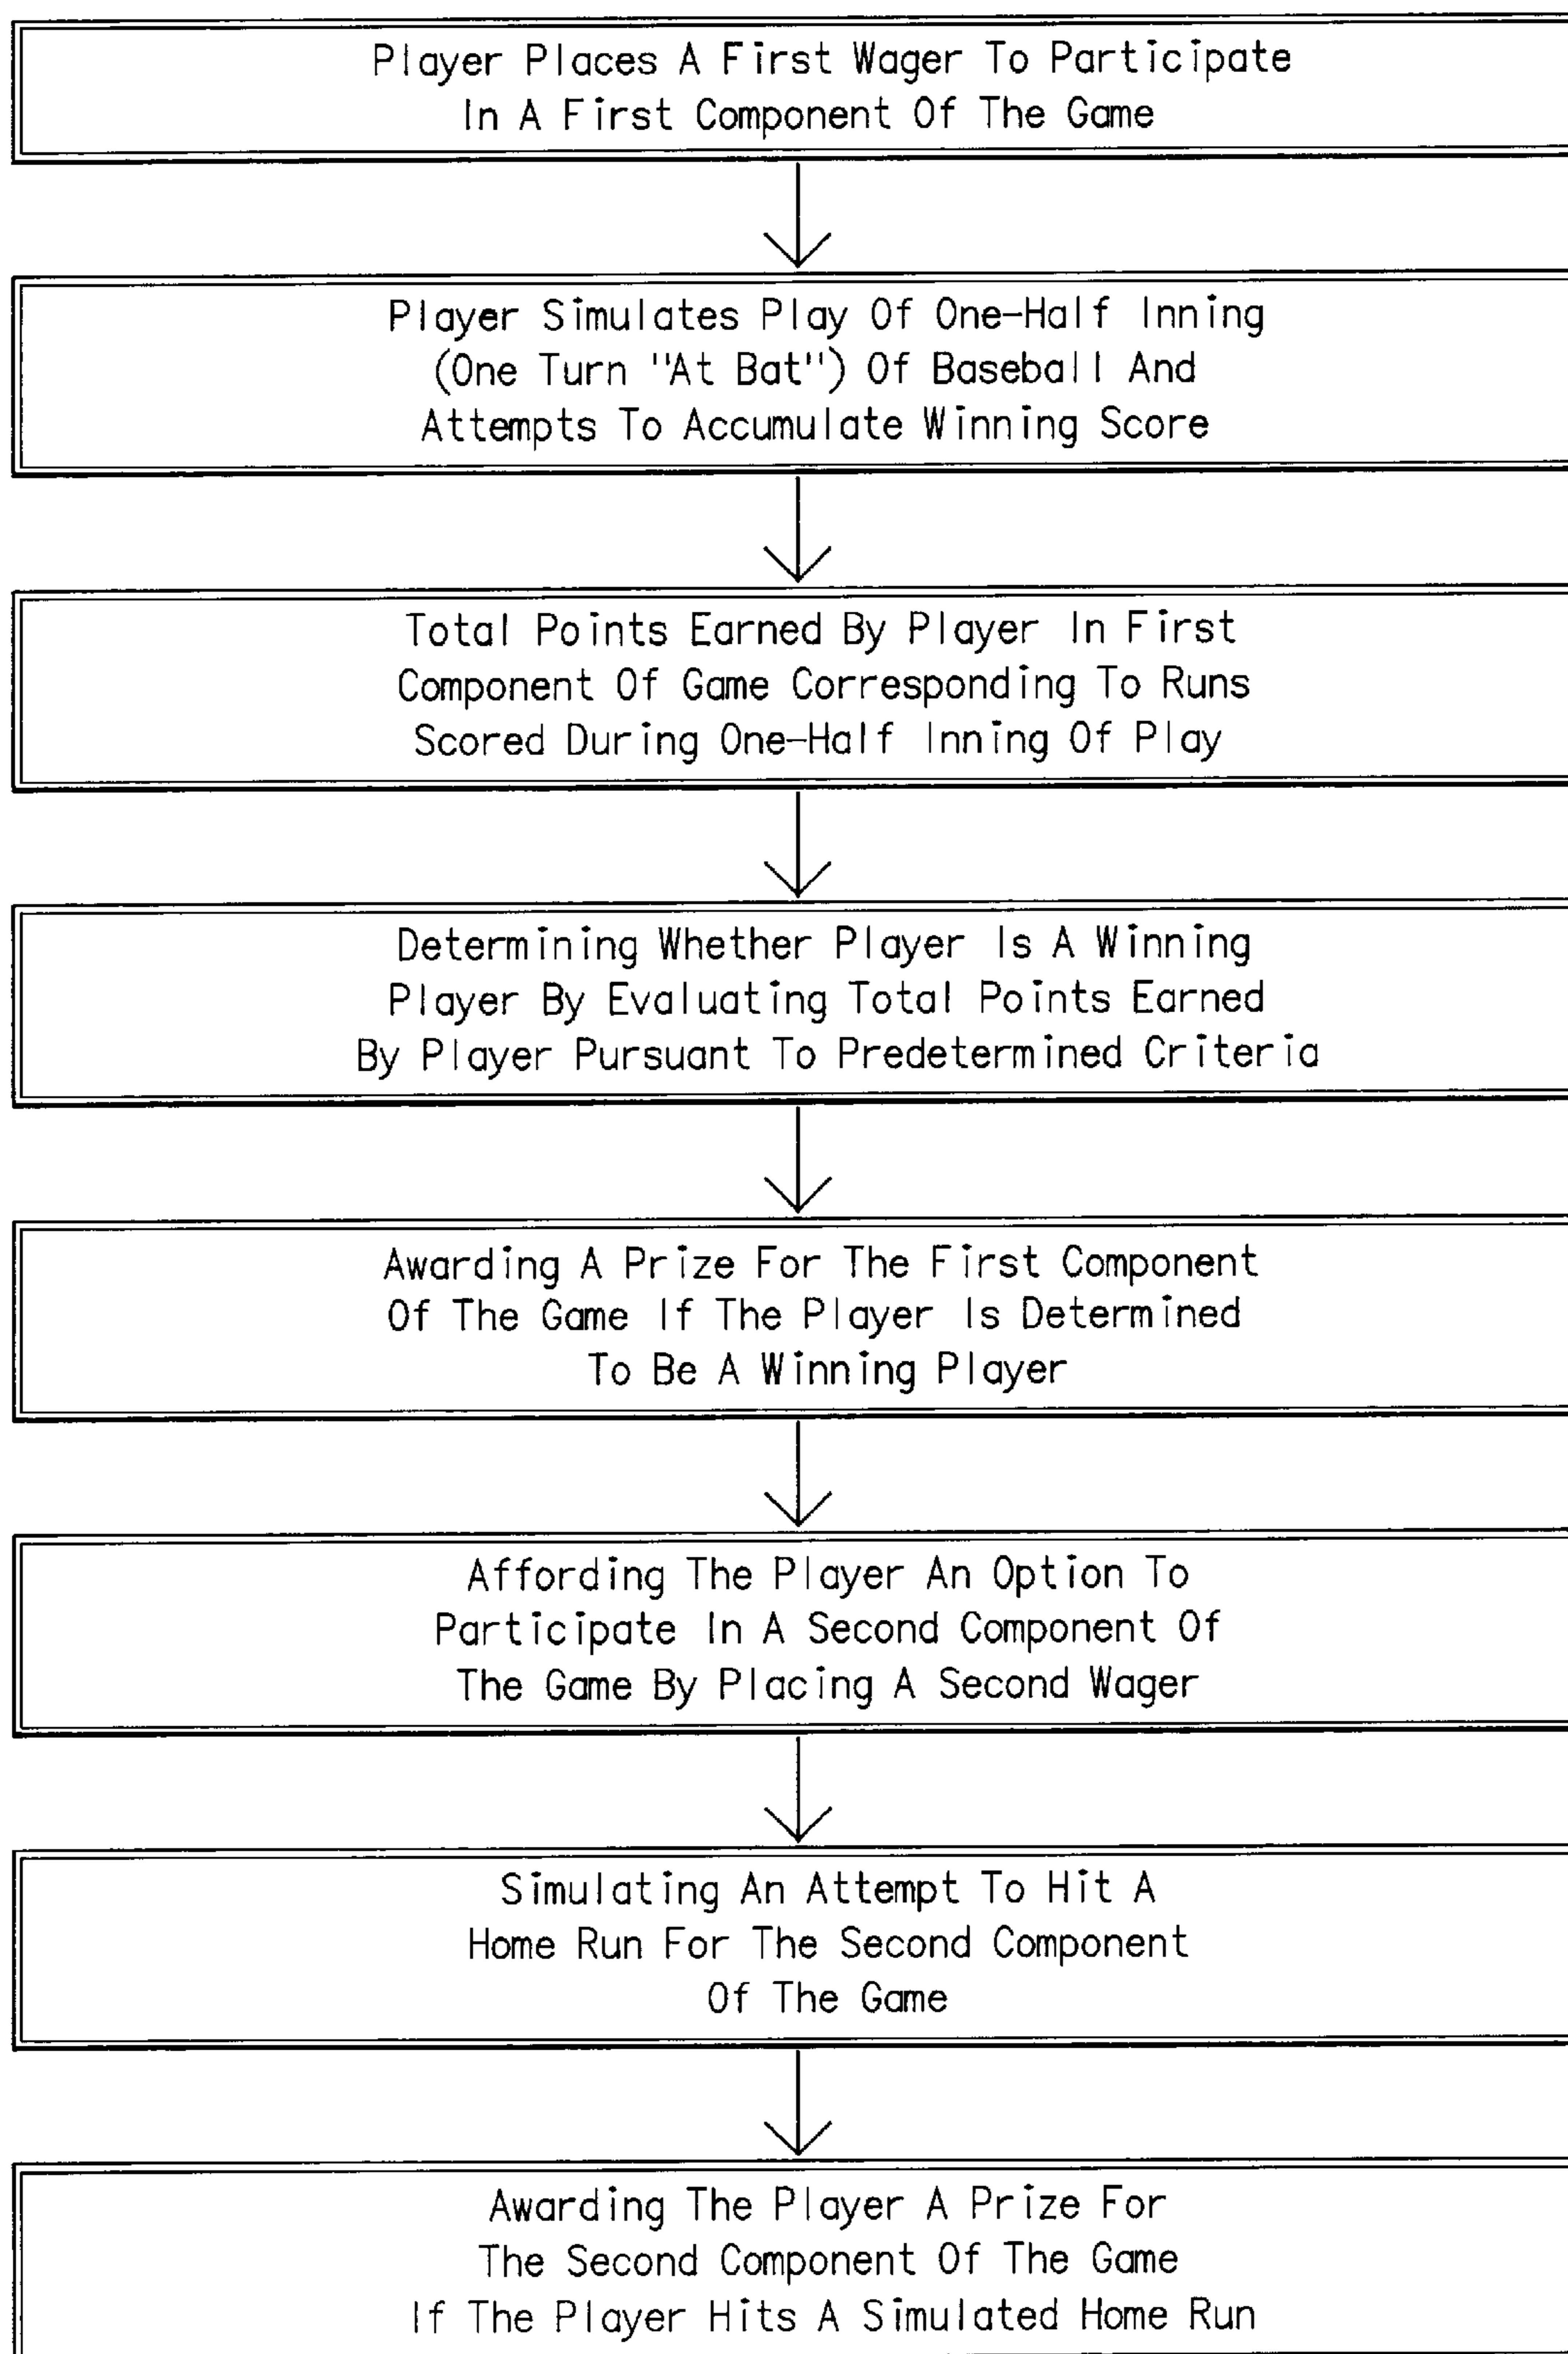 Player Places A First Wager To Participate
In A First Component Of The Game
Player Simulates Play Of One-Half Inning
(One Turn "At Bat") Of Baseball And
Attempts To Accumulate Winning Score
Total Points Earned By Player In First
Component Of Game Corresponding To Runs
Scored During One-Half Inning Of Play
Determining Whether Player Is A Winning
Player By Evaluating Total Points Earned
By Player Pursuant To Predetermined Criteria
Awarding A Prize For The First Component
Of The Game If The Player Is Determined
To Be A Winning Player
Affording The Player An Option To
Participate In A Second Component Of
The Game By Placing A Second Wager
Simulating An Attempt To Hit A
Home Run For The Second Component
Of The Game
Awarding The Player A Prize For
The Second Component Of The Game
If The Player Hits A Simulated Home Run